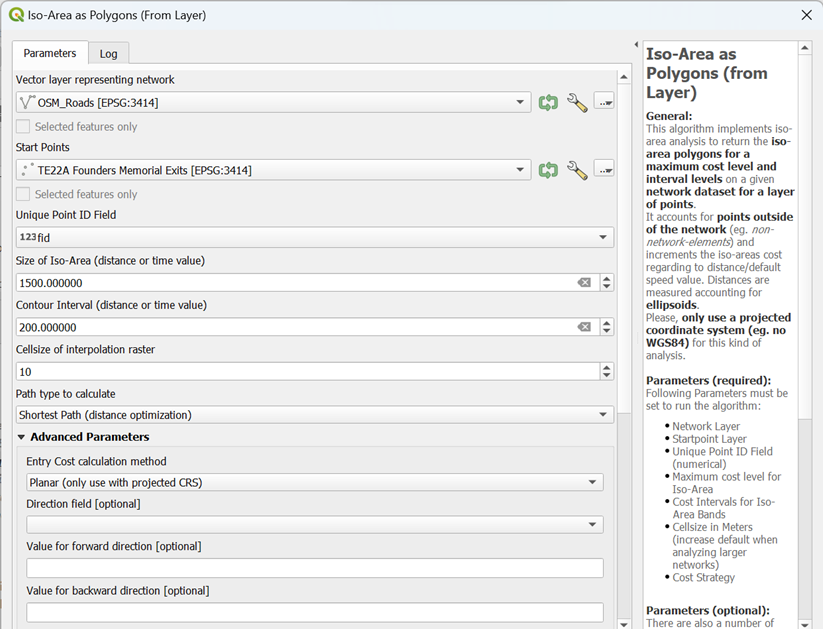 Iso-Area as Polygons (From Layer)
Parameters
Log
Vector layer representing network
OSM_Roads [EPSG:3414]
Selected features only
Start Points
TE22A Founders Memorial Exits [EPSG:3414]
Selected features only
Unique Point ID Field
123 fid
Size of Iso-Area (distance or time value)
1500.000000
Contour Interval (distance or time value)
200.000000
Cellsize of interpolation raster
10
Path type to calculate
Shortest Path (distance optimization)
Advanced Parameters
Entry Cost calculation method
Planar (only use with projected CRS)
Direction field [optional]
Value for forward direction [optional]
Value for backward direction [optional]
Iso-Area as
Polygons (from
Layer)
General:
This algorithm implements iso-
area analysis to return the iso-
area polygons for a
maximum cost level and
interval levels on a given
network dataset for a layer
of points.
It accounts for points outside
of the network (eg. non-
network-elements) and
increments the iso-areas cost
regarding to distance/default
speed value. Distances are
measured accounting for
ellipsoids.
Please, only use a projected
coordinate system (eg. no
WGS84) for this kind of
analysis.
Parameters (required):
Following Parameters must be
set to run the algorithm:
• Network Layer
• Startpoint Layer
• Unique Point ID Field
(numerical)
• Maximum cost level for
Iso-Area
• Cost Intervals for Iso-
Area Bands
• Cellsize in Meters
(increase default when
analyzing larger
networks)
• Cost Strategy
Parameters (optional):
There are also a number of